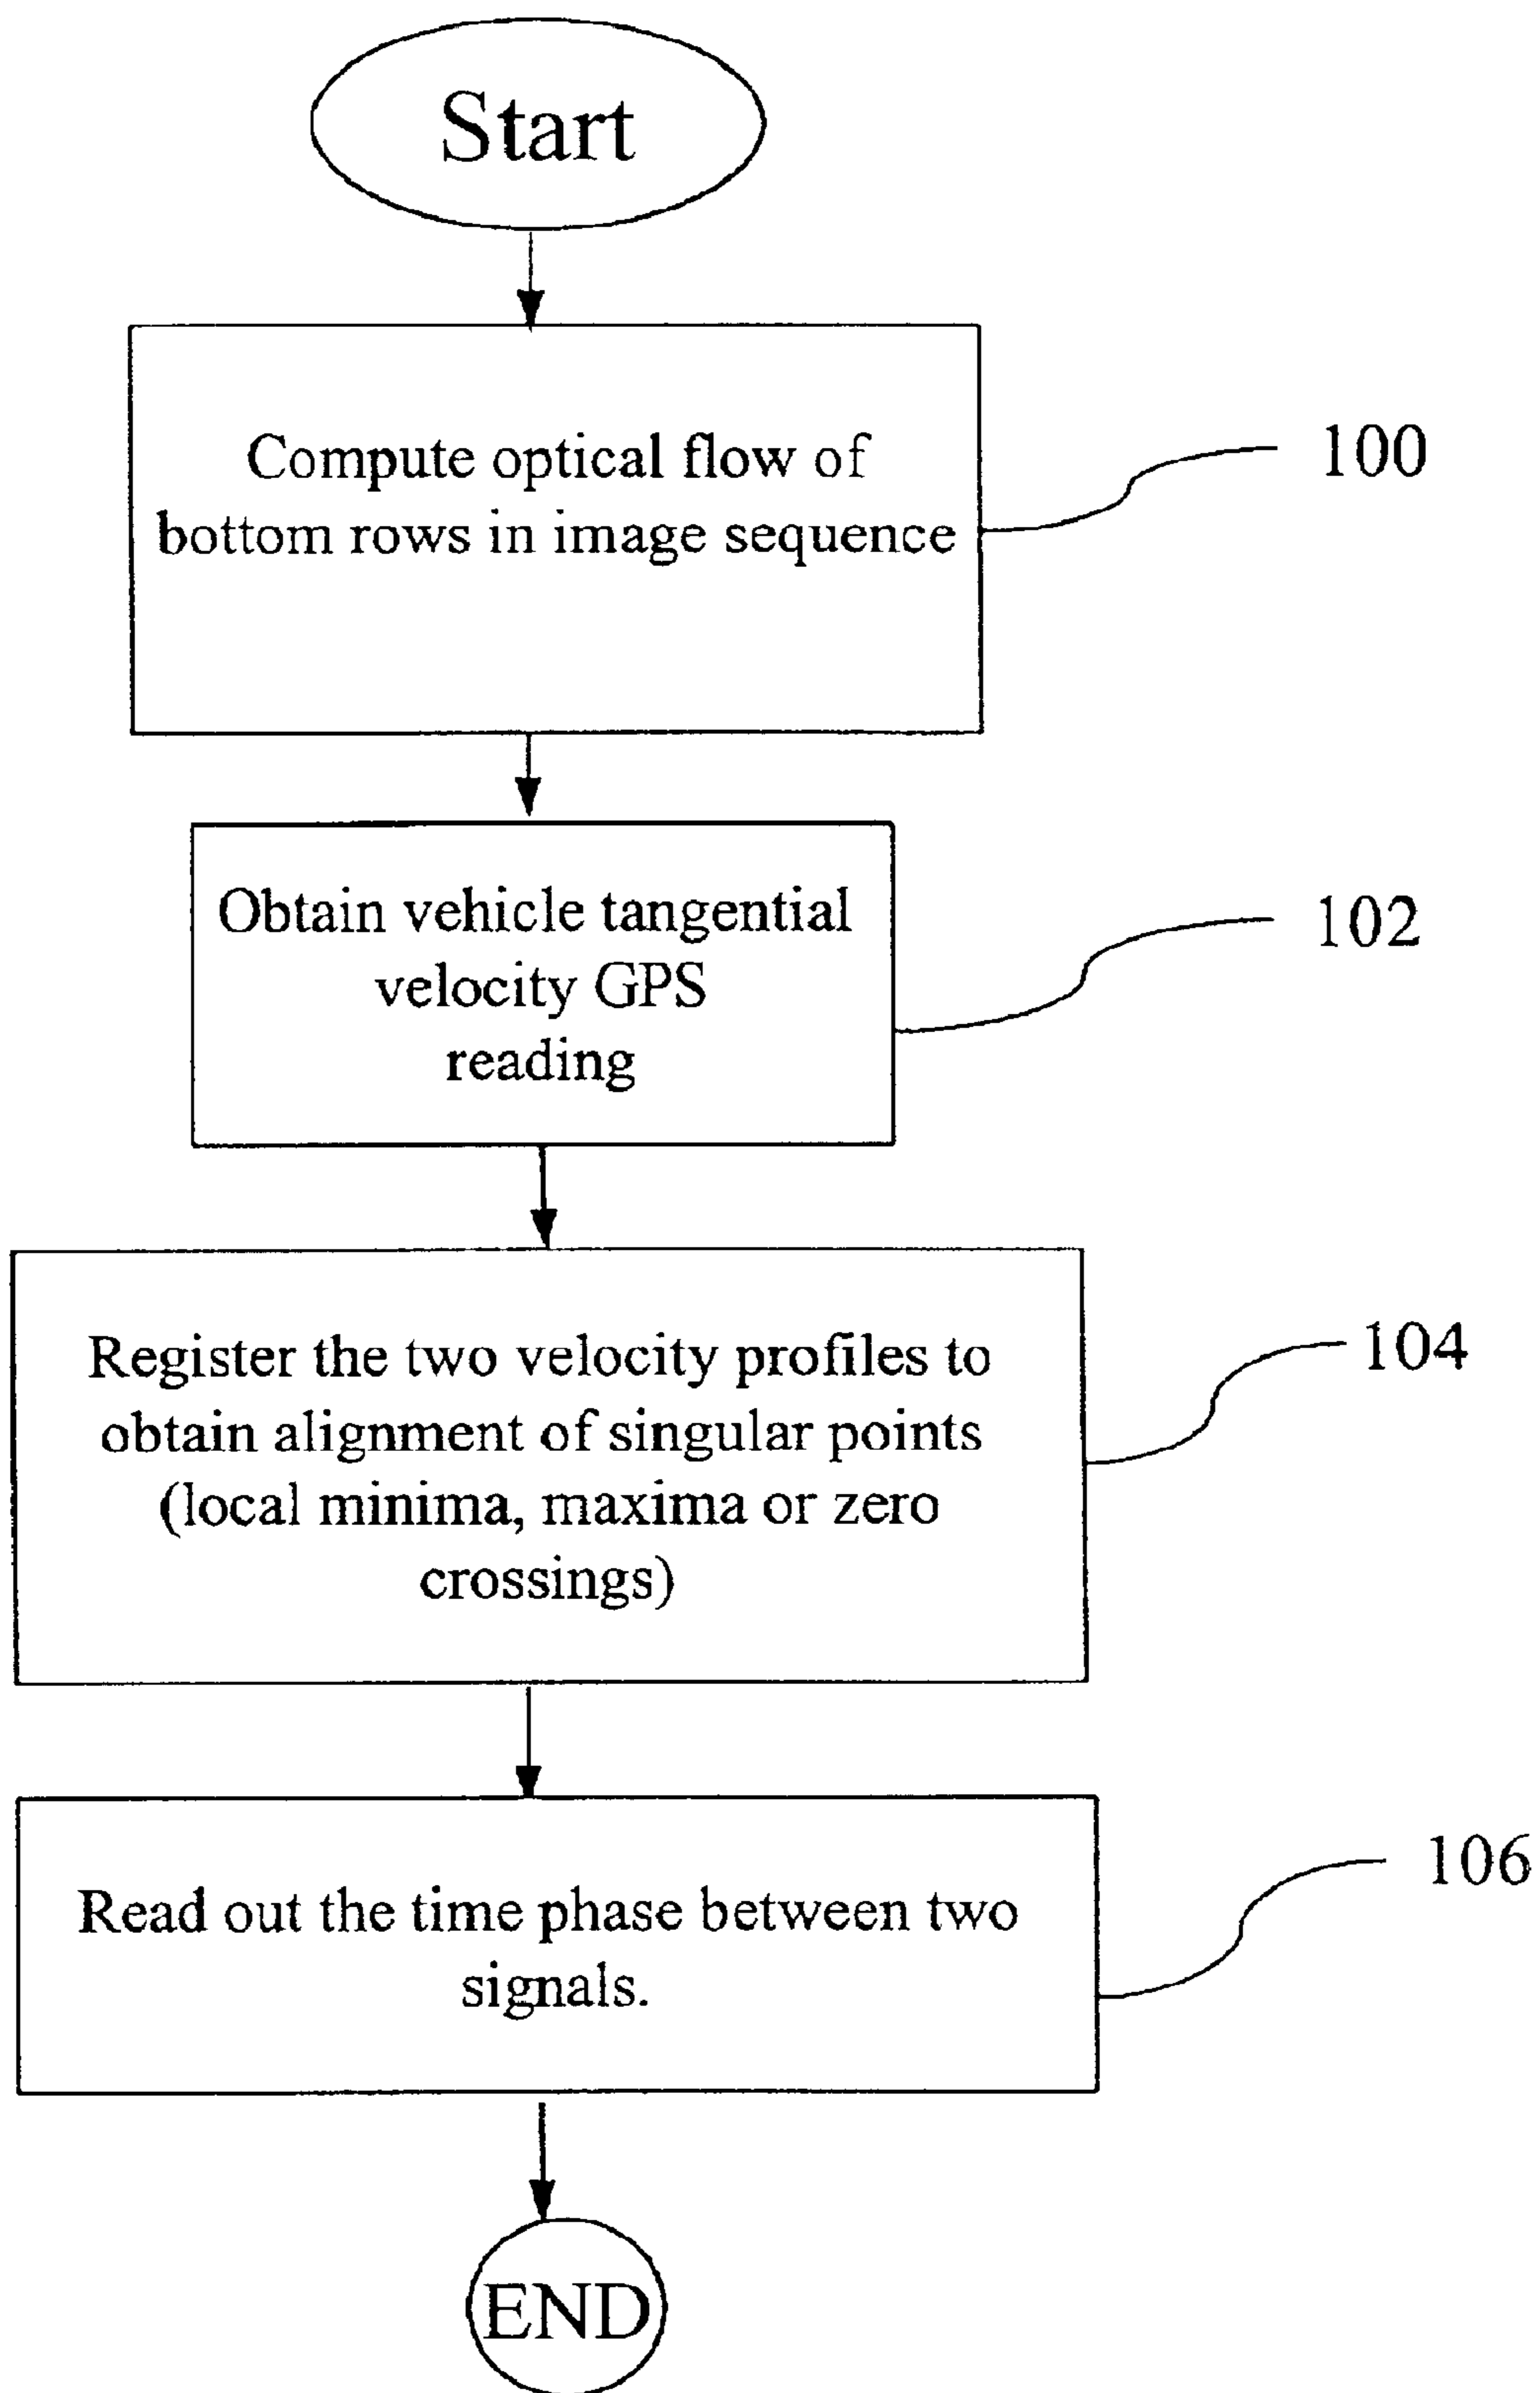 Start
Compute optical flow of
bottom rows in image sequence
100
Obtain vehicle tangential
velocity GPS
reading
102
Register the two velocity profiles to
obtain alignment of singular points
(local minima, maxima or zero
crossings)
104
Read out the time phase between two
signals.
106
END